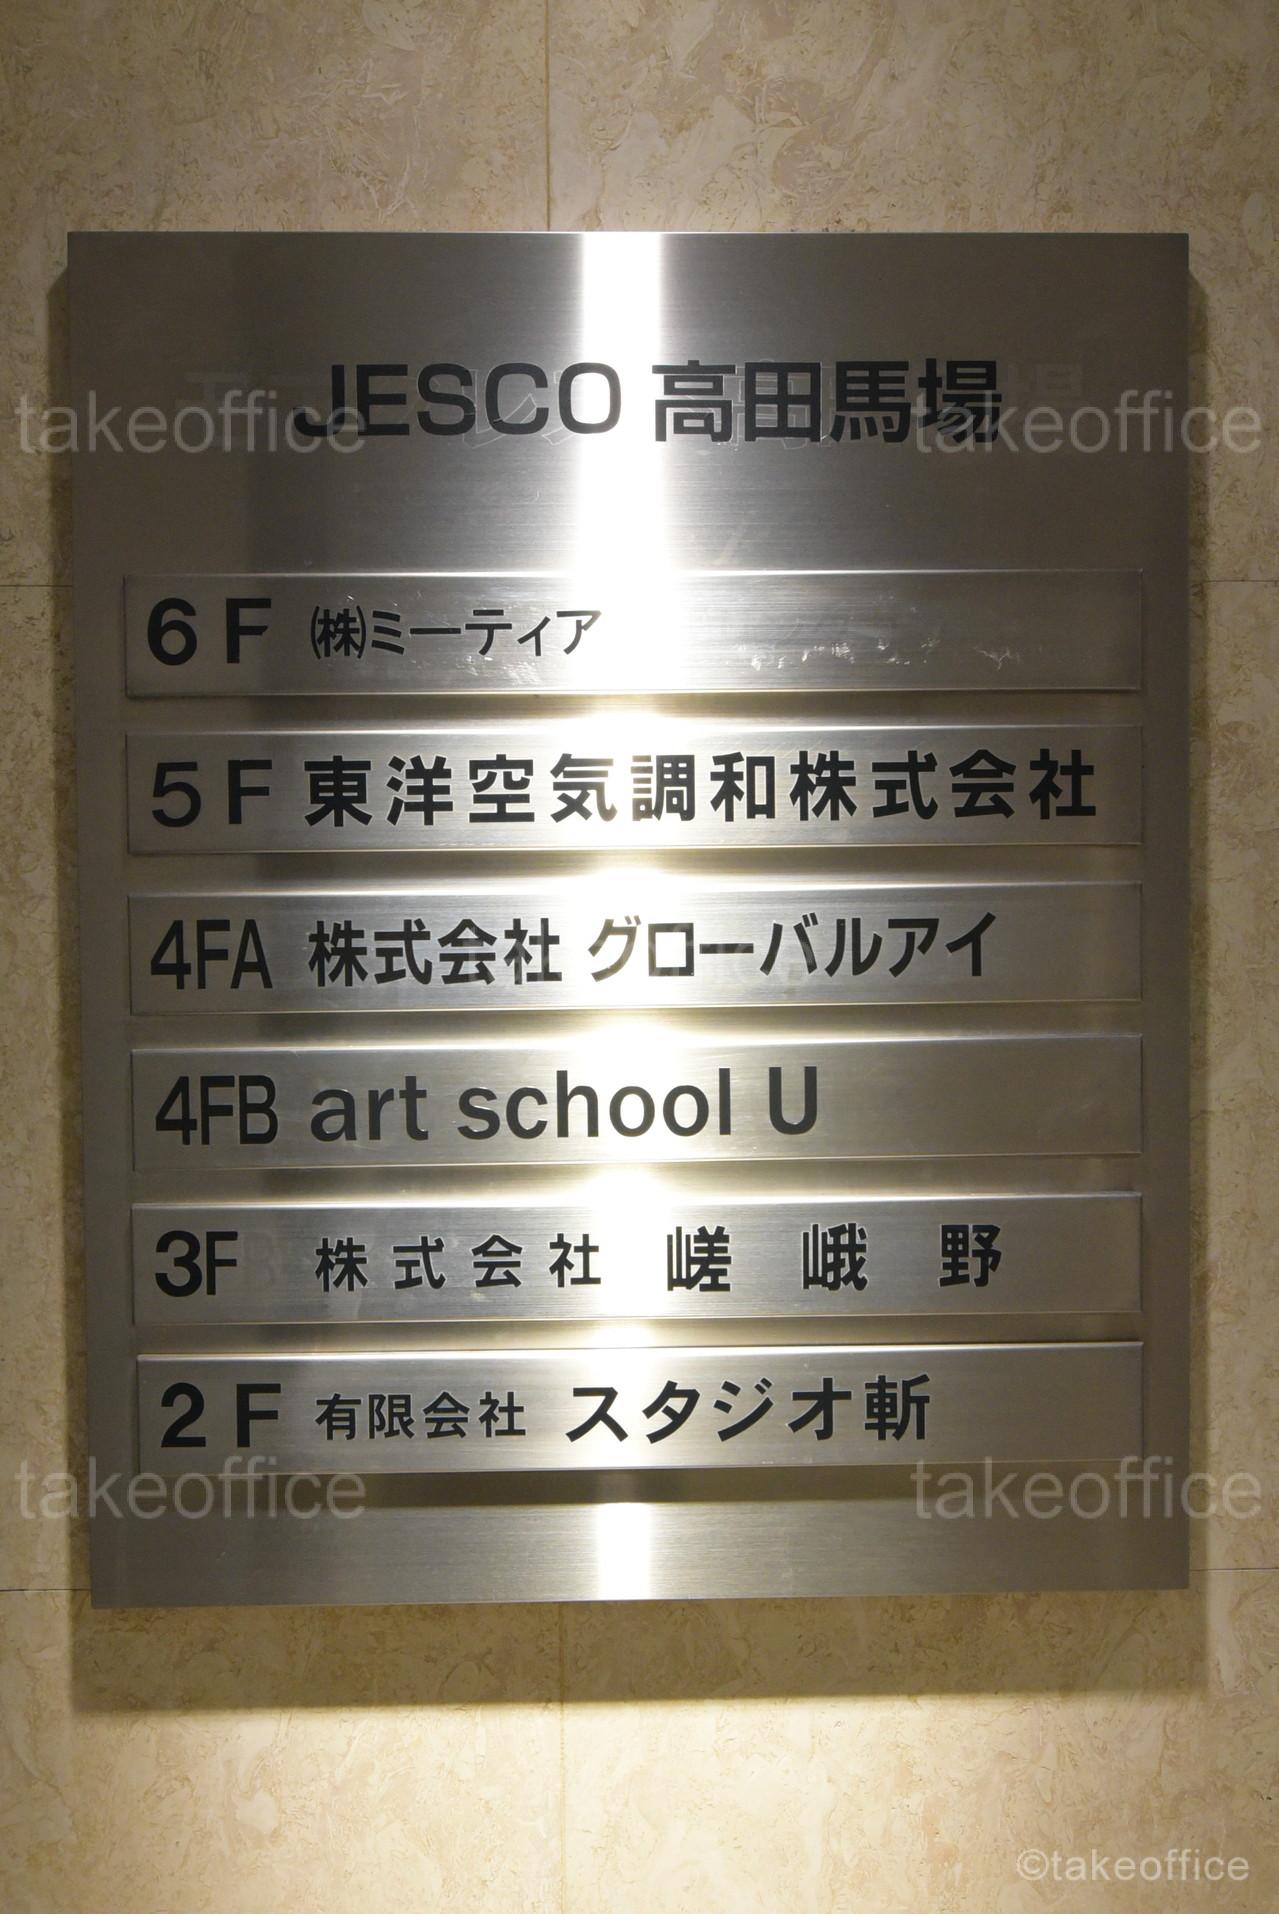 JESCO 高田馬場
takeoffice takeoffice
6F ㈱ミーティア
5F 東洋空気調和株式会社
4FA 株式会社 グローバルアイ
4FB art school U
3F 株式会社 嵯峨野
2F 有限会社 スタジオ斬
takeoffice takeoffice
©takeoffice